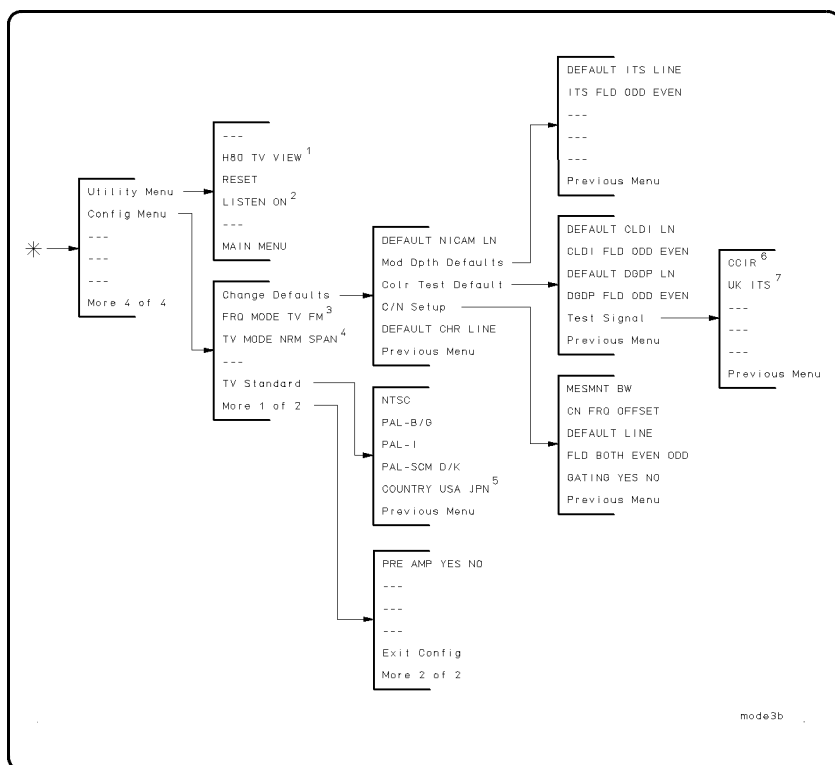 Utility Menu
Config Menu
---
---
---
More 4 of 4
---
H80 TV VIEW 1
RESET
LISTEN ON 2
---
MAIN MENU
Change Defaults
FRQ MODE TV FM 3
TV MODE NRM SPAN 4
---
TV Standard
More 1 of 2
DEFAULT NICAM LN
Mod Dpth Defaults
Colr Test Default
C/N Setup
DEFAULT CHR LINE
Previous Menu
NTSC
PAL-B/G
PAL-I
PAL-SCM D/K
COUNTRY USA JPN 5
Previous Menu
PRE AMP YES NO
---
---
---
Exit Config
More 2 of 2
DEFAULT ITS LINE
ITS FLD ODD EVEN
---
---
---
Previous Menu
DEFAULT CLDI LN
CLDI FLD ODD EVEN
DEFAULT DGDP LN
DGDP FLD ODD EVEN
Test Signal
Previous Menu
MESMNT BW
CN FRQ OFFSET
DEFAULT LINE
FLD BOTH EVEN ODD
GATING YES NO
Previous Menu
CCIR 6
UK ITS 7
---
---
---
Previous Menu
mode3b